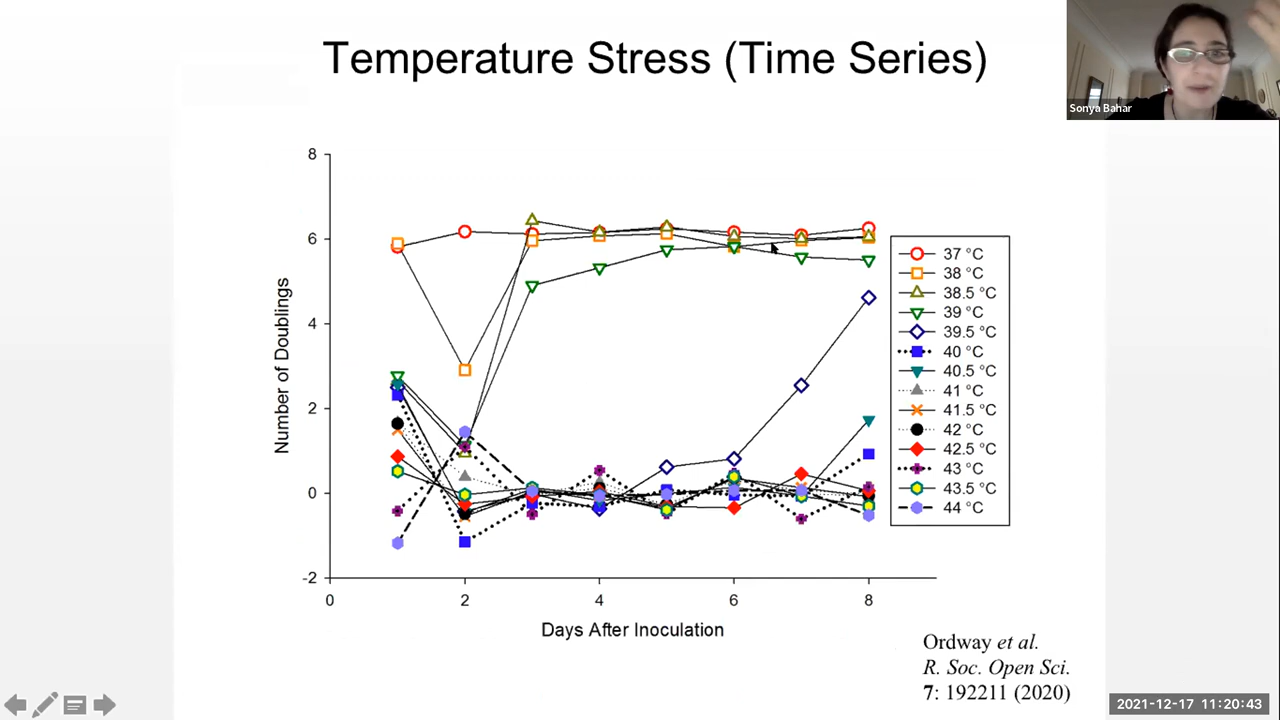 Temperature Stress (Time Series)
Sonya Bahar
8
6
4
2
0
-2
Number of Doublings
0 2 4 6 8
Days After Inoculation
37 °C
38 °C
38.5 °C
39 °C
39.5 °C
40 °C
40.5 °C
41 °C
41.5 °C
42 °C
42.5 °C
43 °C
43.5 °C
44 °C
Ordway et al.
R. Soc. Open Sci.
7: 192211 (2020)
2021-12-17 11:20:43